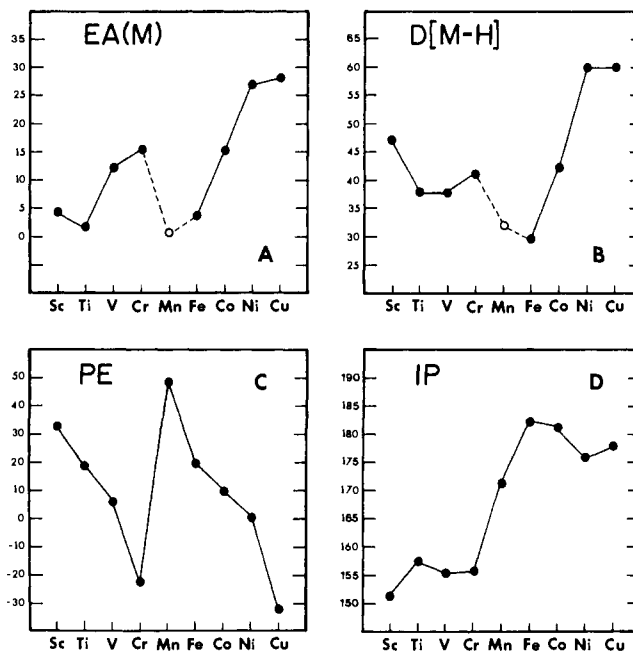 EA(M)
35
30
25
20
15
10
5
0
A
Sc Ti V Cr Mn Fe Co Ni Cu
D[M-H]
65
60
55
50
45
40
35
30
25
B
Sc Ti V Cr Mn Fe Co Ni Cu
PE
C
50
40
30
20
10
0
-10
-20
-30
Sc Ti V Cr Mn Fe Co Ni Cu
IP
D
190
185
180
175
170
165
160
155
150
Sc Ti V Cr Mn Fe Co Ni Cu